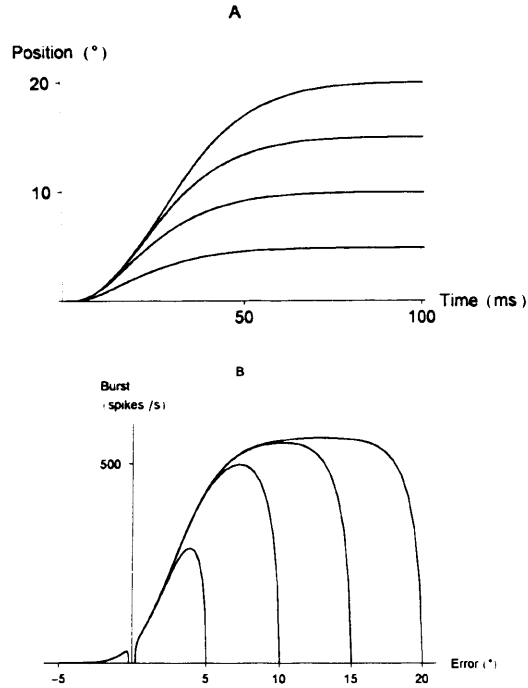 A
Position (°)
20
10
50
100
Time (ms)
B
Burst
(spikes /s)
500
-5
5
10
15
20
Error (°)